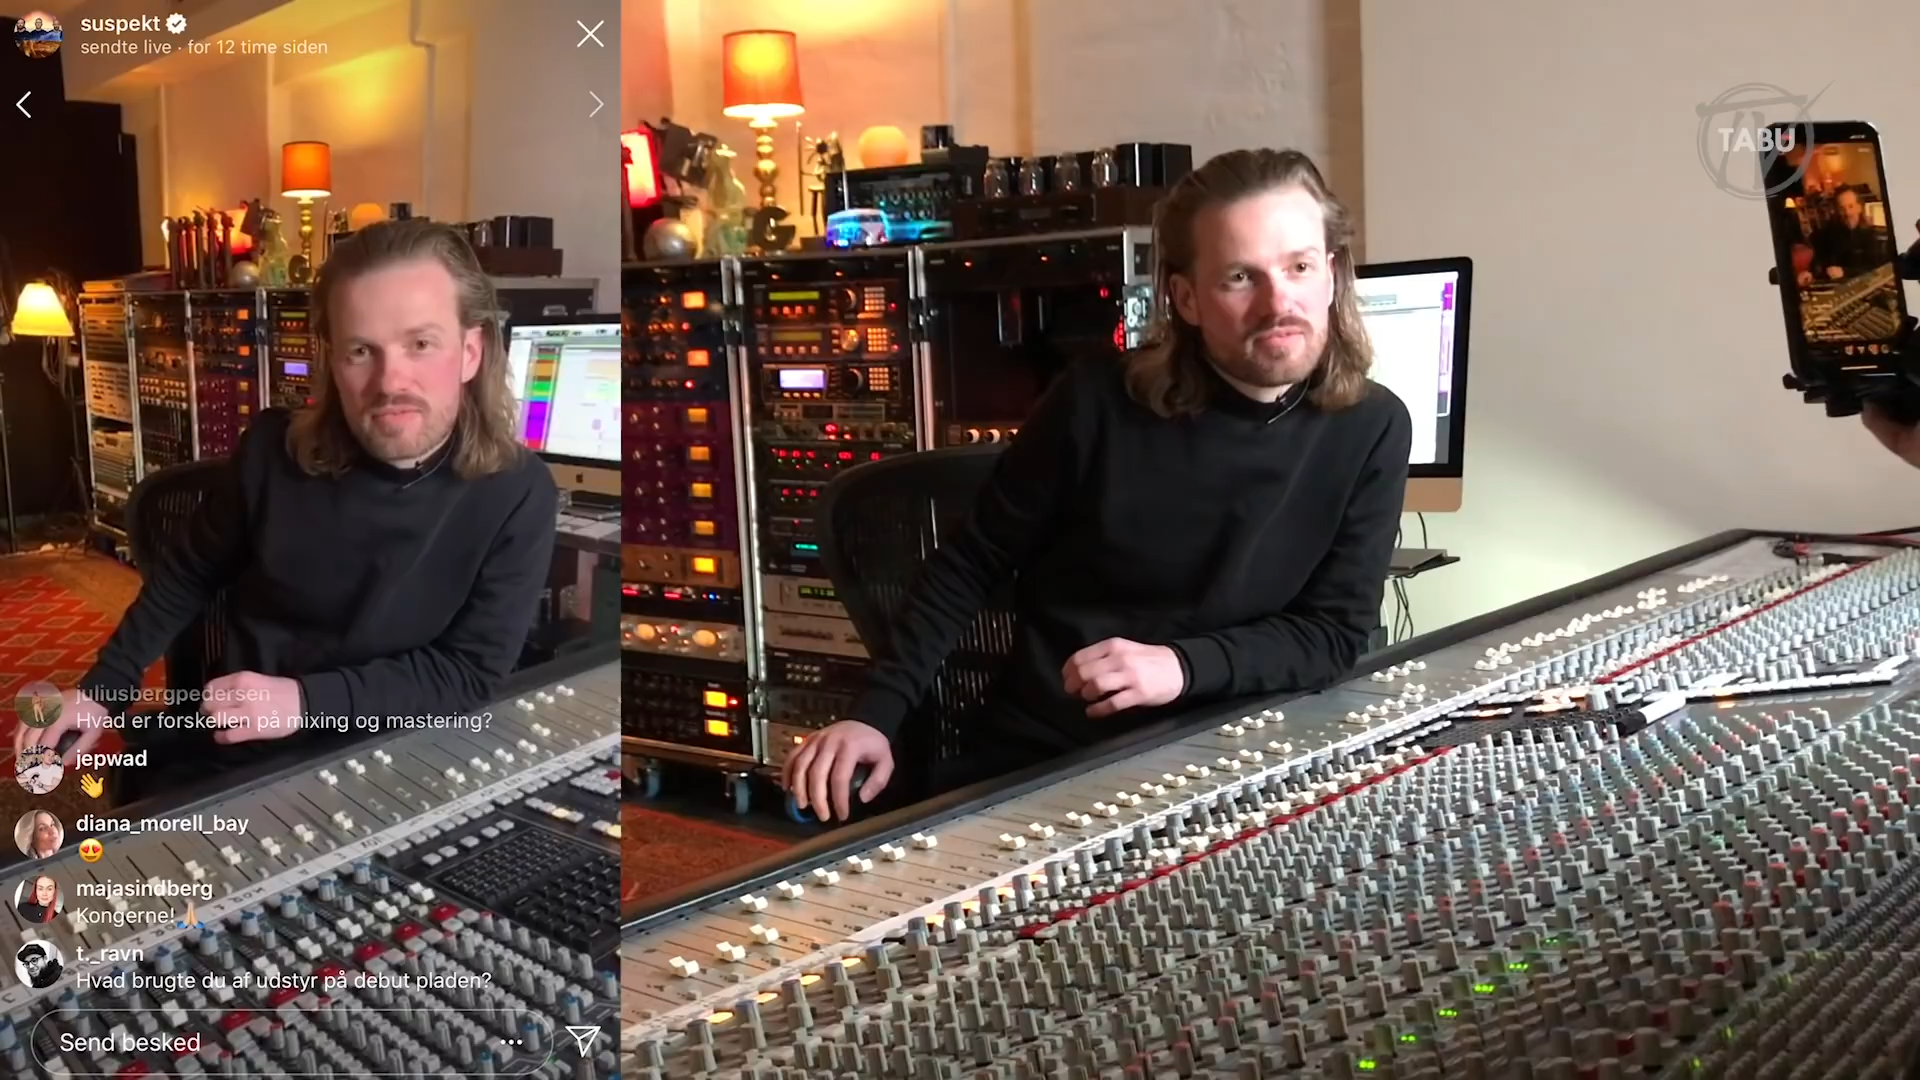 suspekt
sendte live · for 12 time siden
TABU
juliusbergpedersen
Hvad er forskellen på mixing og mastering?
jepwad
👋
diana_morell_bay
😍
majasindberg
Kongerne!🙏🏼
t._ravn
Hvad brugte du af udstyr på debut pladen?
Send besked